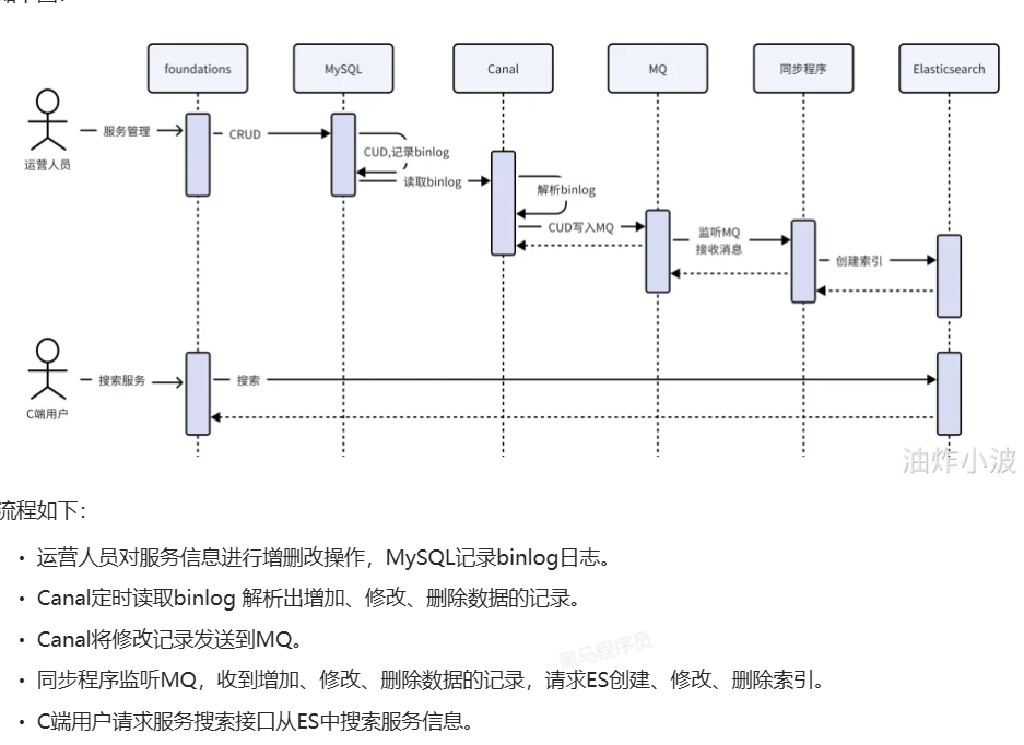 foundations
MySQL
Canal
MQ
同步程序
Elasticsearch
服务管理
CRUD
CUD,记录binlog
运营人员
读取binlog
解析binlog
CUD写入MQ
监听MQ
接收消息
创建索引
搜索服务
搜索
C端用户
油炸小波
流程如下：
• 运营人员对服务信息进行增删改操作，MySQL记录binlog日志。
• Canal定时读取binlog 解析出增加、修改、删除数据的记录。
• Canal将修改记录发送到MQ。
黑马程序员
• 同步程序监听MQ，收到增加、修改、删除数据的记录，请求ES创建、修改、删除索引。
• C端用户请求服务搜索接口从ES中搜索服务信息。